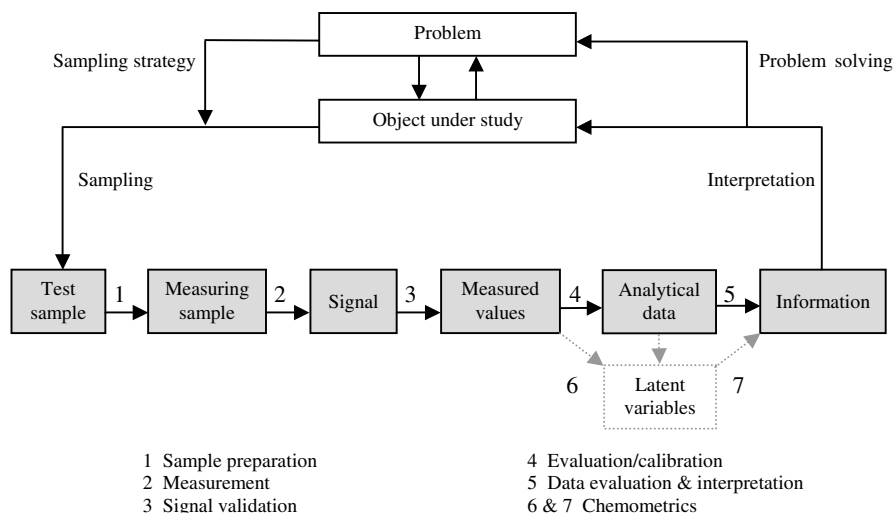 Problem
Sampling strategy
Problem solving
Object under study
Sampling
Interpretation
Test
sample
1
Measuring
sample
2
Signal
3
Measured
values
4
Analytical
data
5
Information
6
Latent
variables
7
1 Sample preparation
2 Measurement
3 Signal validation
4 Evaluation/calibration
5 Data evaluation & interpretation
6 & 7 Chemometrics